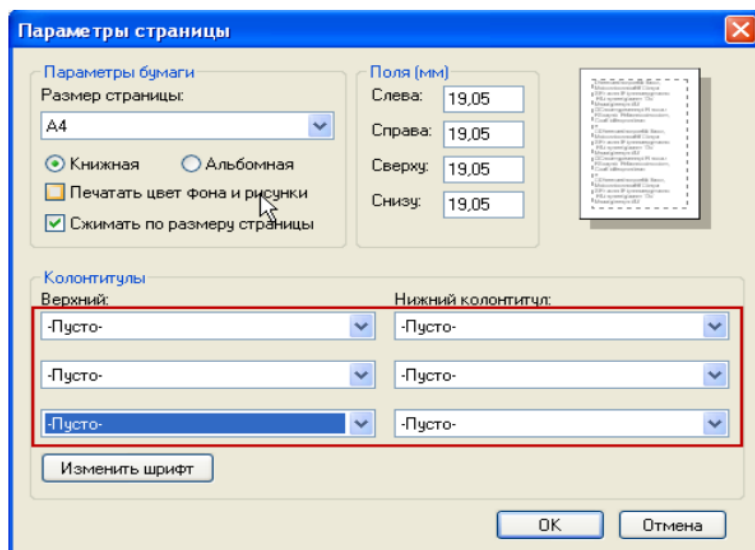 Параметры страницы
Параметры бумаги
Размер страницы:
A4
Книжная Альбомная
Печатать цвет фона и рисунки
Сжимать по размеру страницы
Поля (мм)
Слева: 19,05
Справа: 19,05
Сверху: 19,05
Снизу: 19,05
Колонтитулы
Верхний: Нижний колонтитул:
-Пусто- -Пусто-
-Пусто- -Пусто-
-Пусто- -Пусто-
Изменить шрифт
OK Отмена